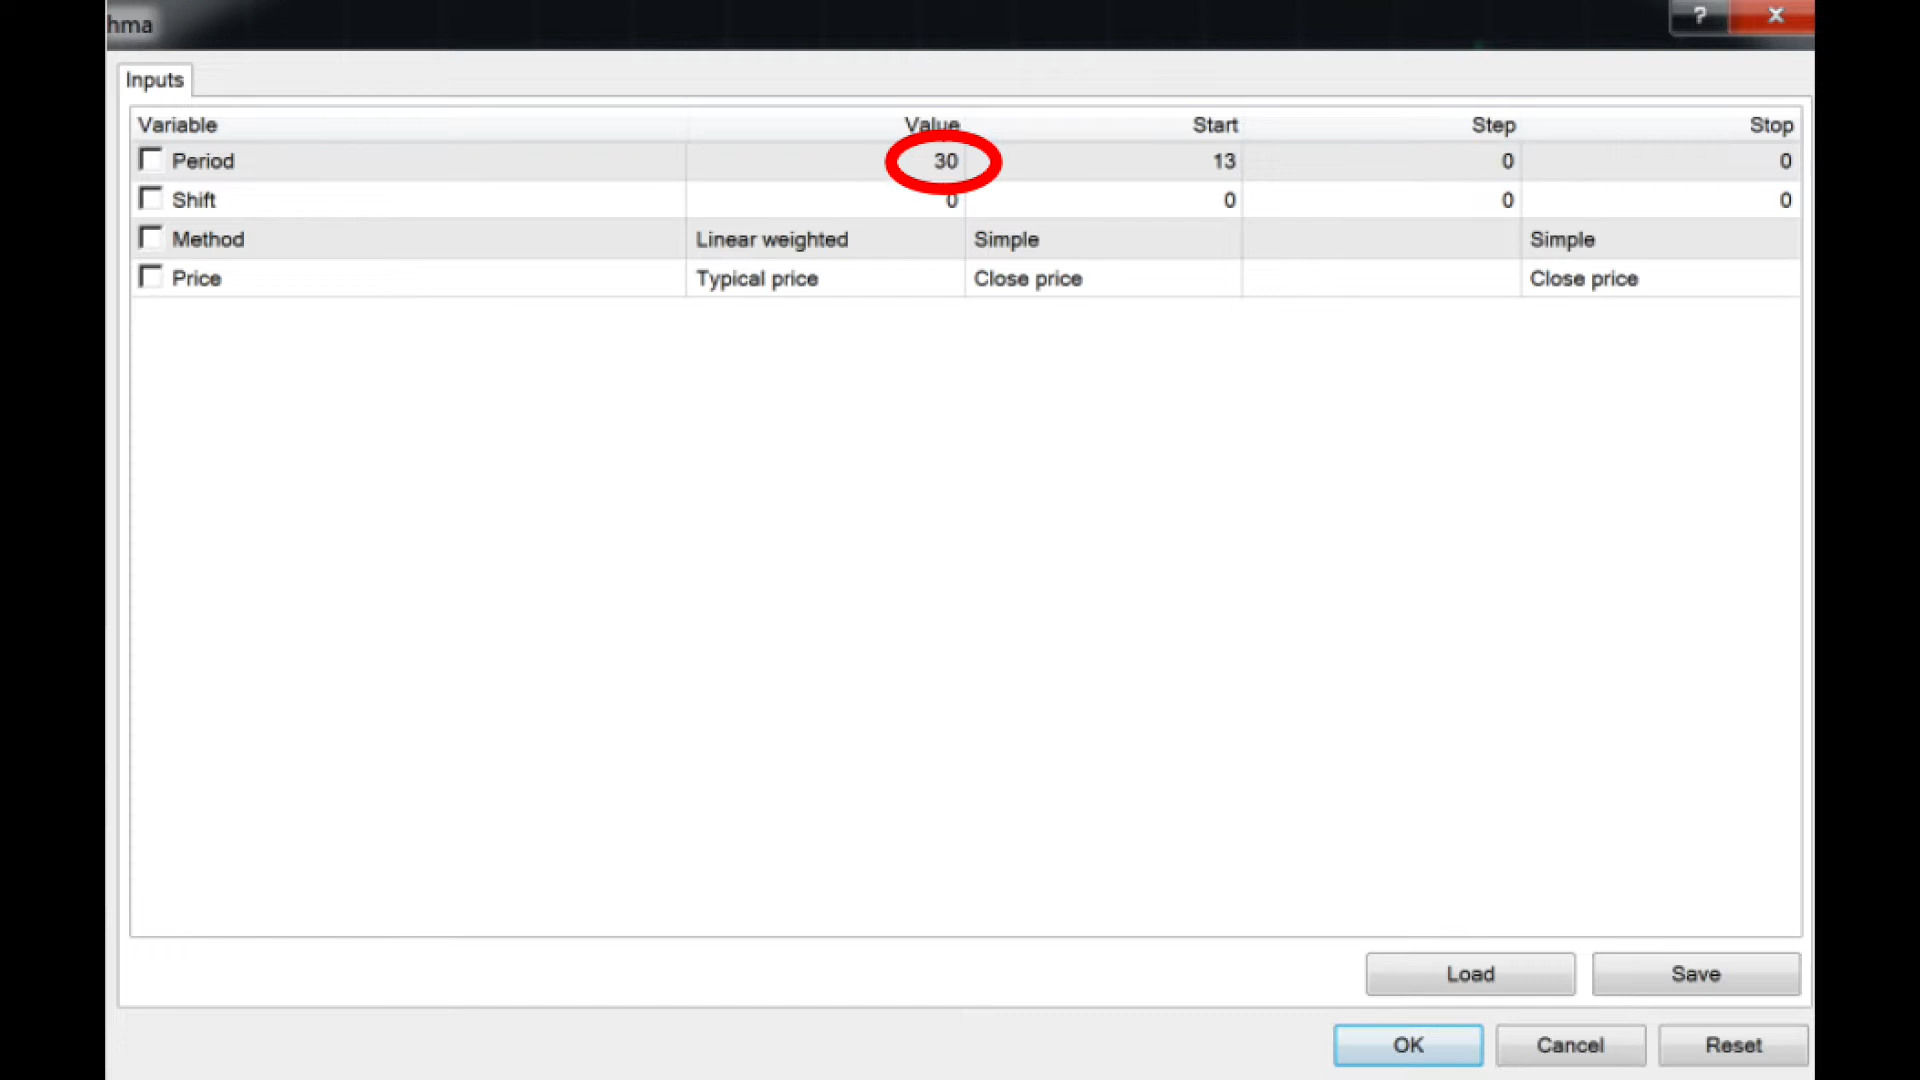 hma
?
Inputs
Variable Value Start Step Stop
Period 30 13 0 0
Shift 0 0 0 0
Method Linear weighted Simple Simple
Price Typical price Close price Close price
Load Save
OK Cancel Reset